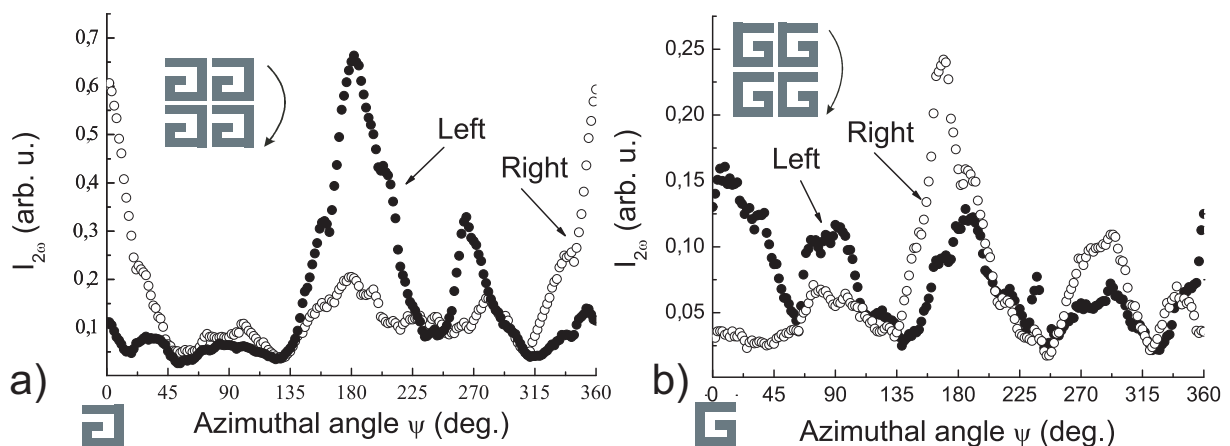 0,7
0,6
0,5
0,4
0,3
0,2
0,1
I2ω (arb. u.)
Left
Right
0 45 90 135 180 225 270 315 360
Azimuthal angle ψ (deg.)
a)
0,25
0,20
0,15
0,10
0,05
I2ω (arb. u.)
Left
Right
45 90 135 180 225 270 315 360
Azimuthal angle ψ (deg.)
b)